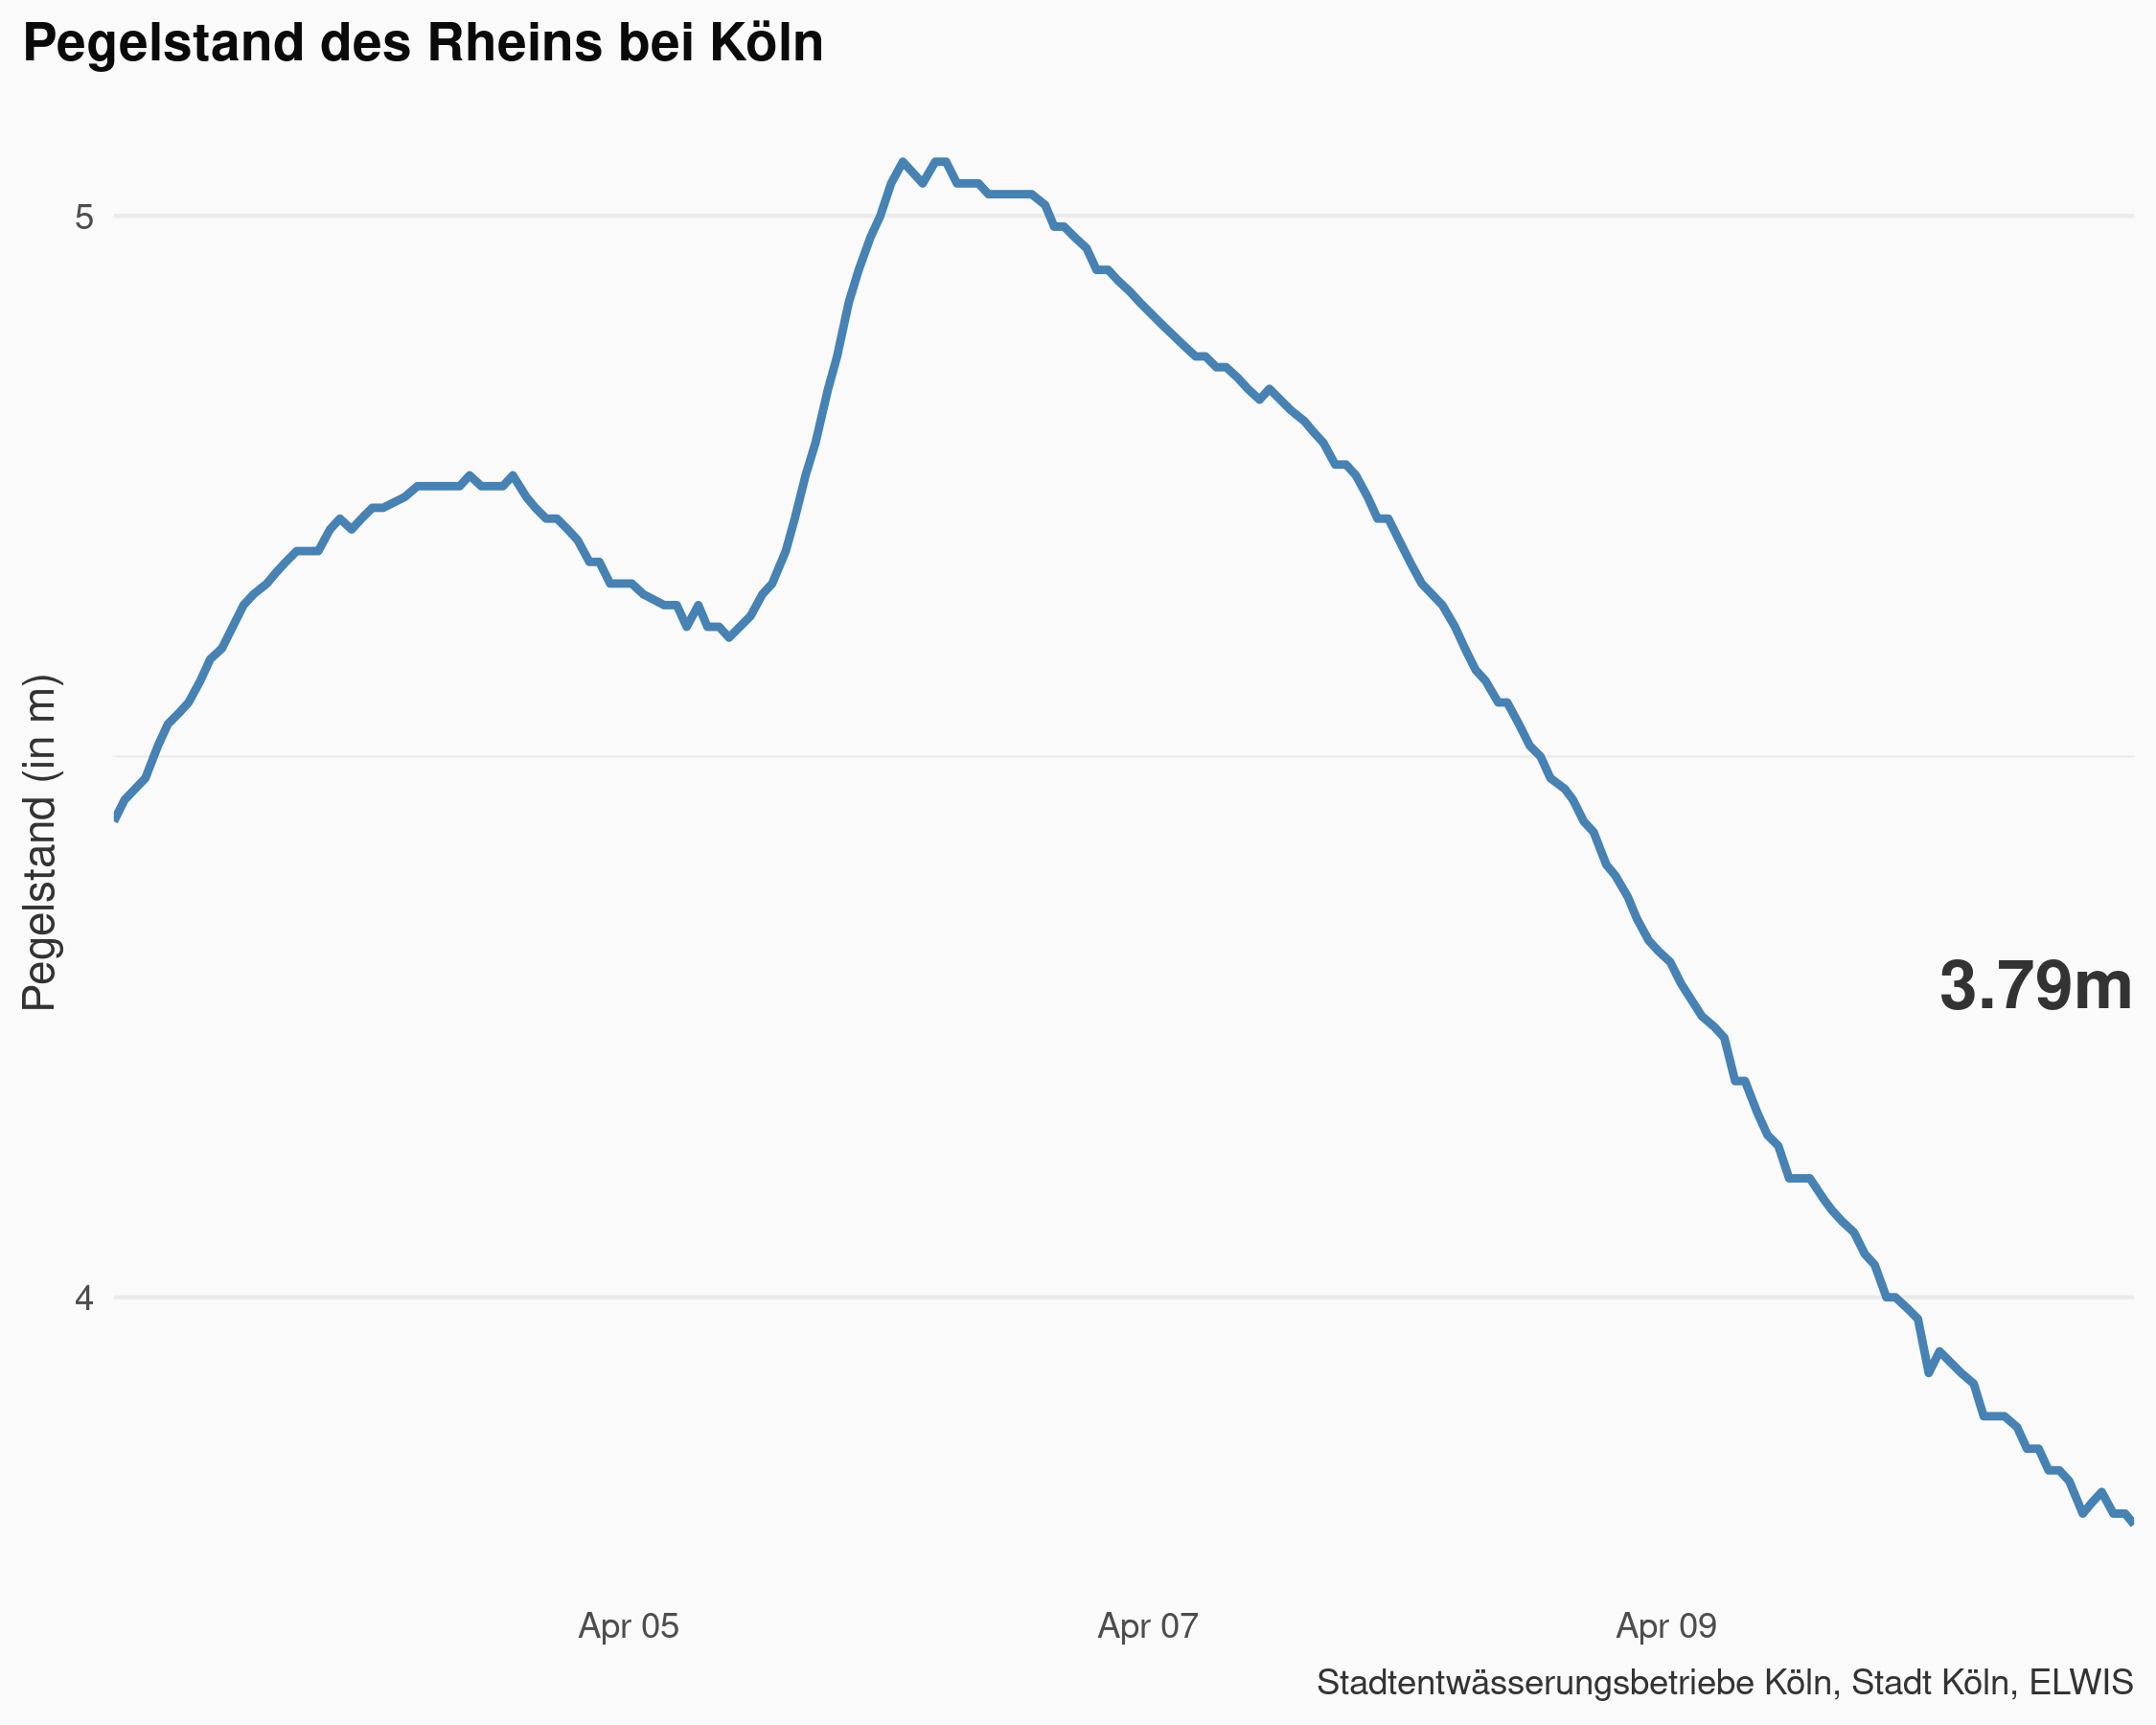 Pegelstand des Rheins bei Köln
Pegelstand (in m)
5
4
3.79m
Apr 05
Apr 07
Apr 09
Stadtentwässerungsbetriebe Köln, Stadt Köln, ELWIS